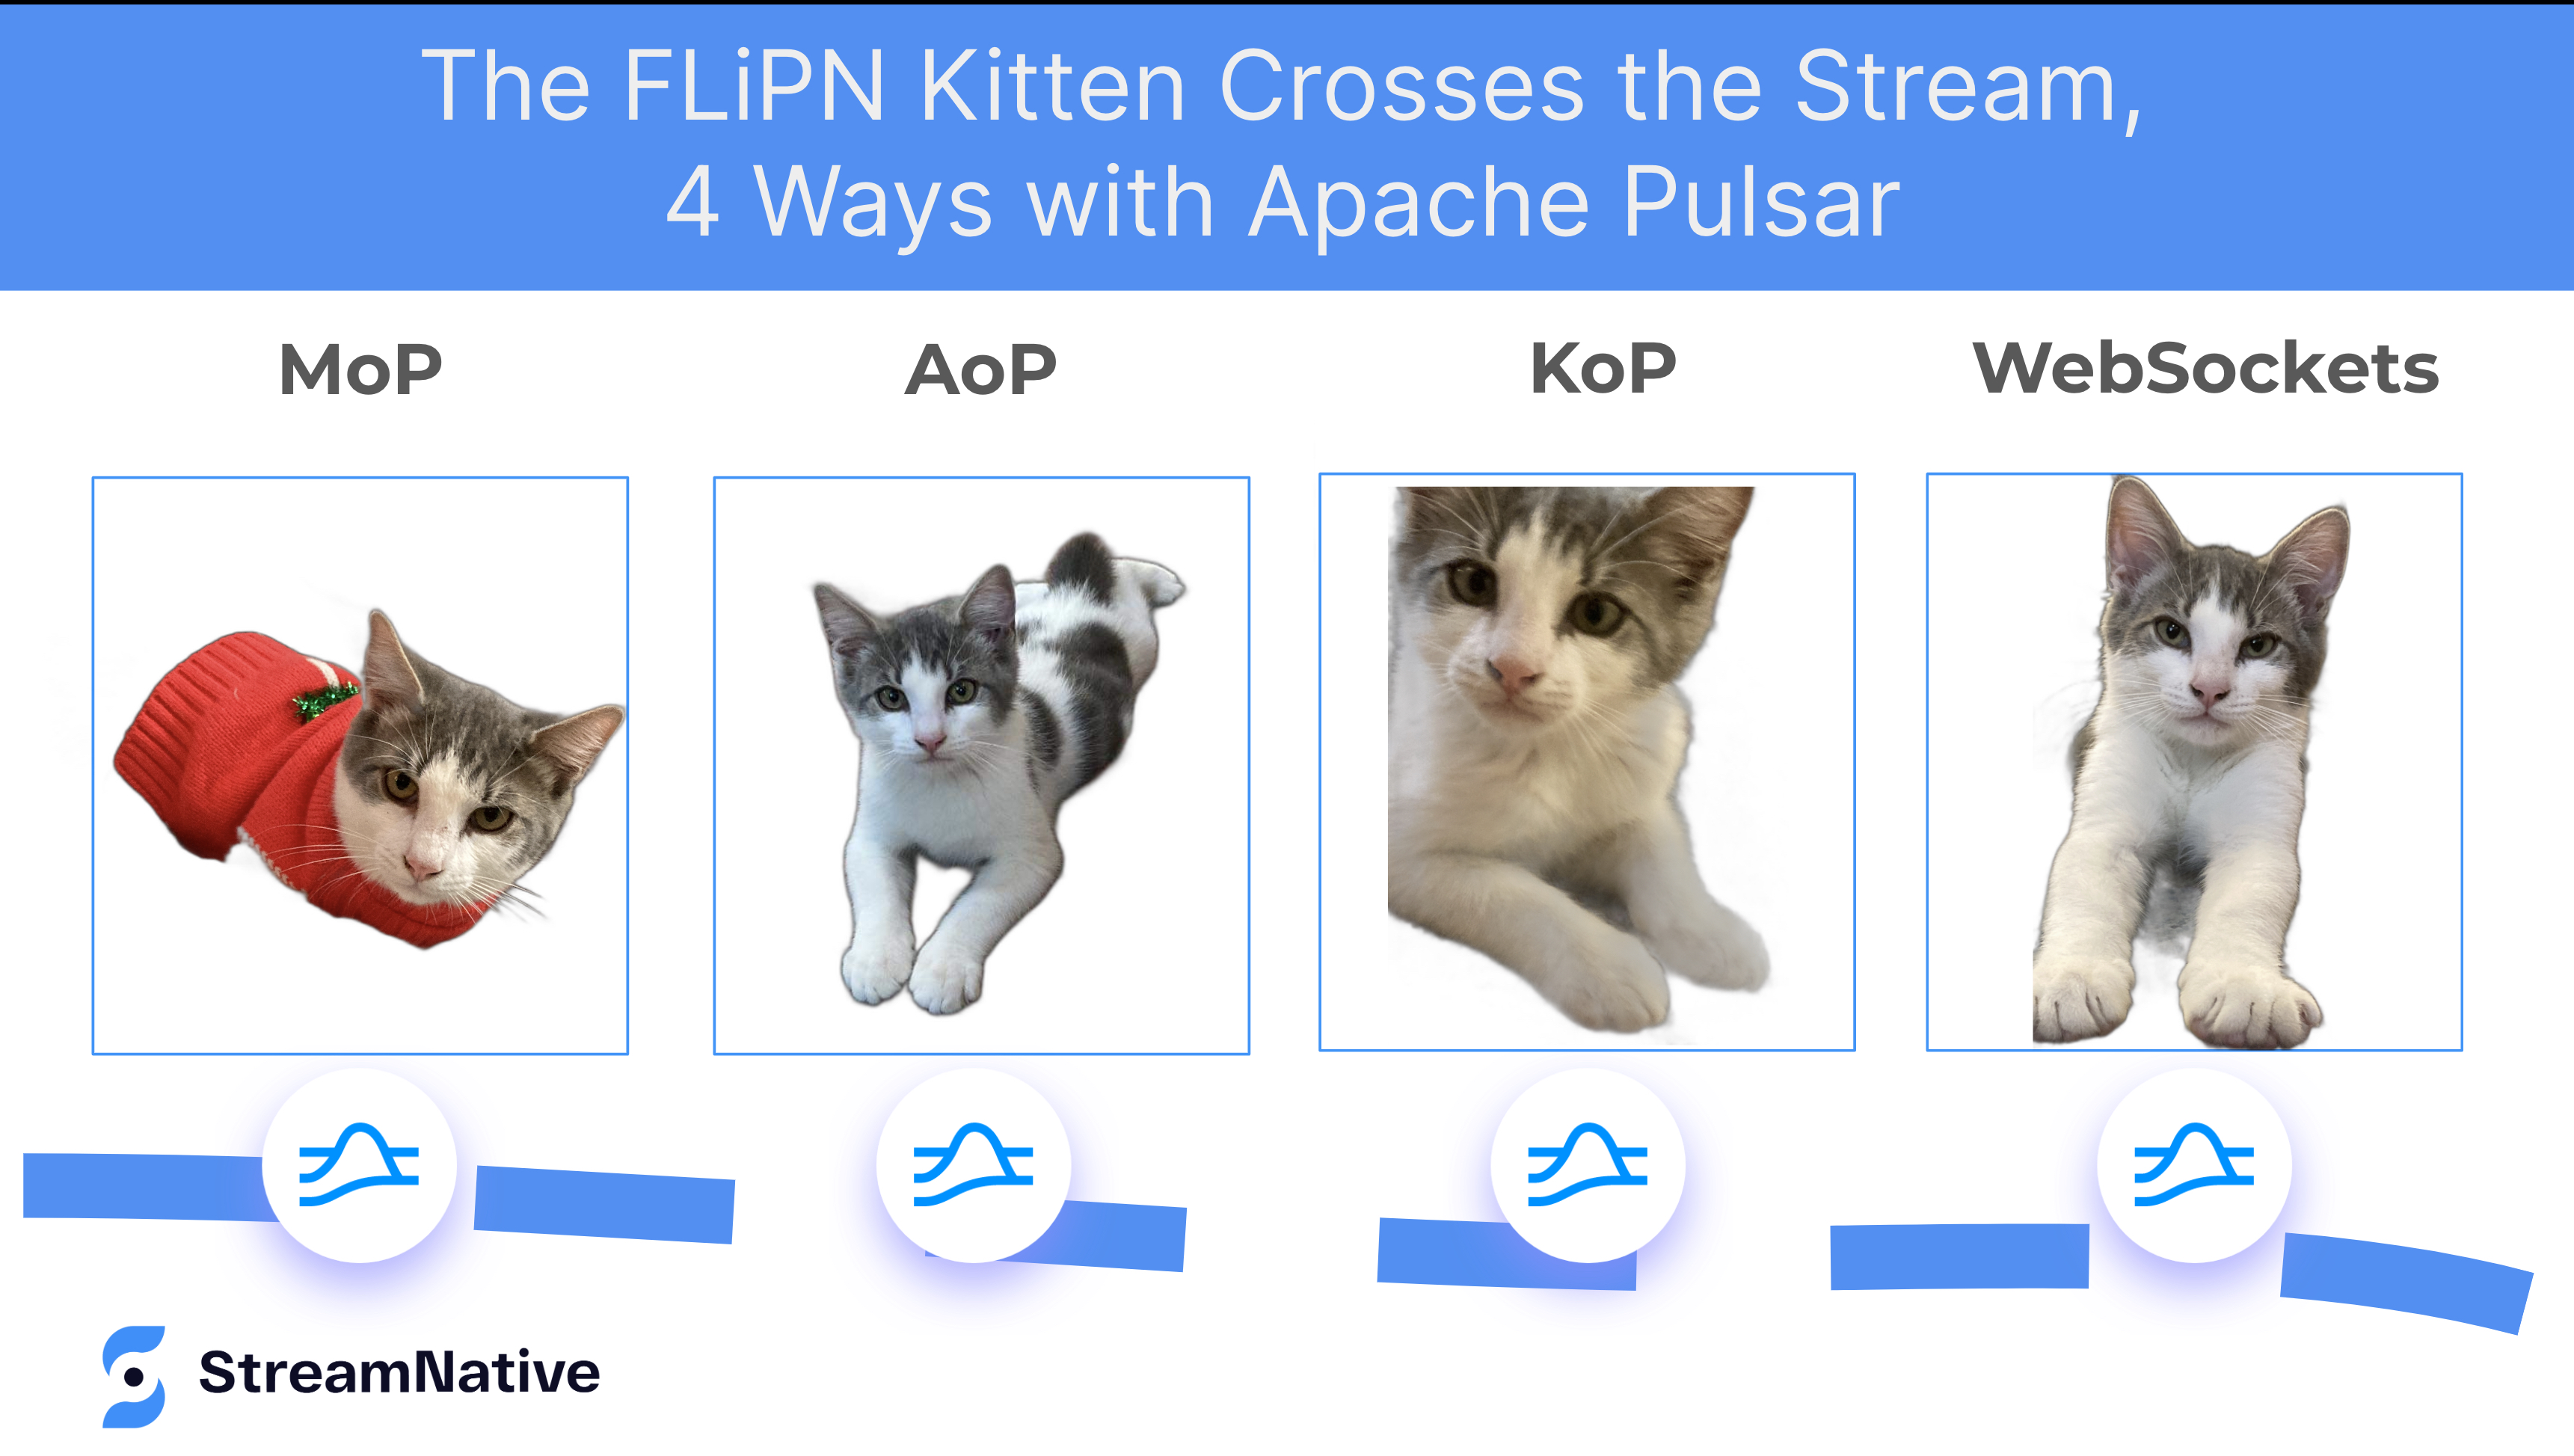 The FLiPN Kitten Crosses the Stream,
4 Ways with Apache Pulsar
MoP
AoP
KoP
WebSockets
StreamNative